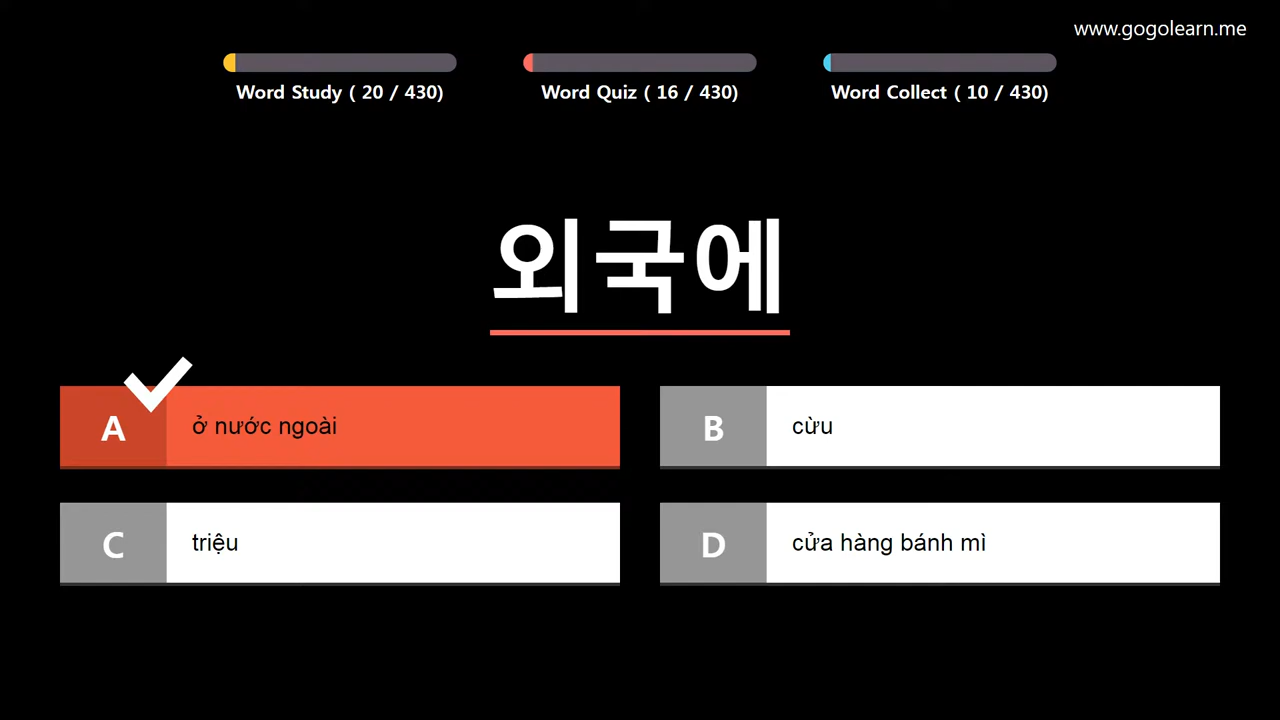 www.gogolearn.me
Word Study ( 20 / 430)
Word Quiz ( 16 / 430)
Word Collect ( 10 / 430)
외국에
A
ở nước ngoài
B
cừu
C
triệu
D
cửa hàng bánh mì